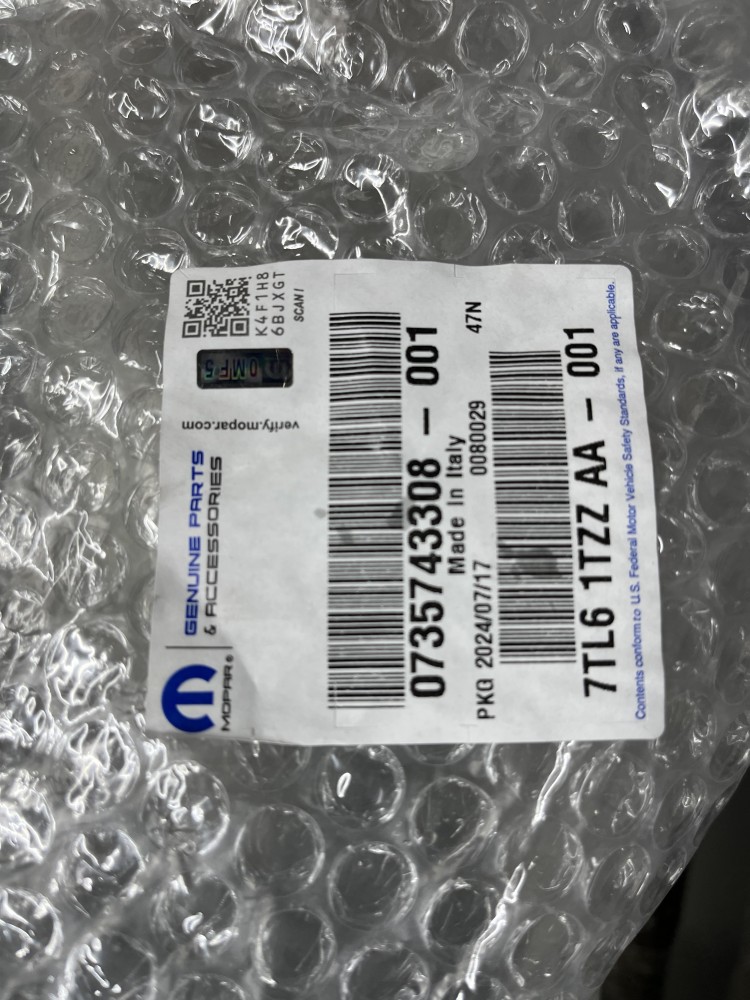 MOPAR®
GENUINE PARTS
& ACCESSORIES
verify.mopar.com
OMF5
K4F1H8
6BJXGT
SCAN!
0735743308 – 001
Made In Italy
PKG 2024/07/17 0080029 47N
7TL6 1TZZ AA – 001
Contents conform to U.S. Federal Motor Vehicle Safety Standards, if any are applicable.